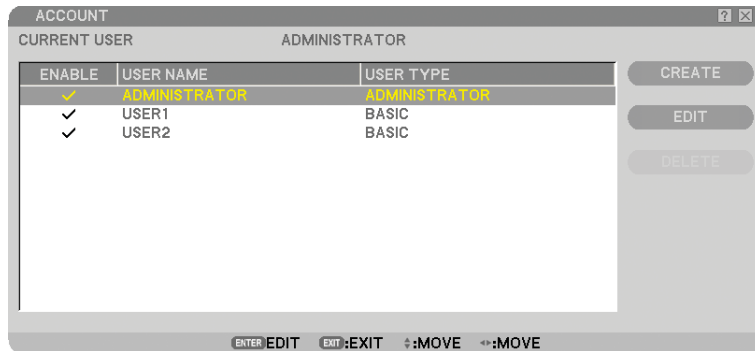 ACCOUNT ?
CURRENT USER ADMINISTRATOR
ENABLE USER NAME USER TYPE
ADMINISTRATOR ADMINISTRATOR
USER1 BASIC
USER2 BASIC
CREATE
EDIT
DELETE
ENTER EDIT EXIT :EXIT :MOVE :MOVE